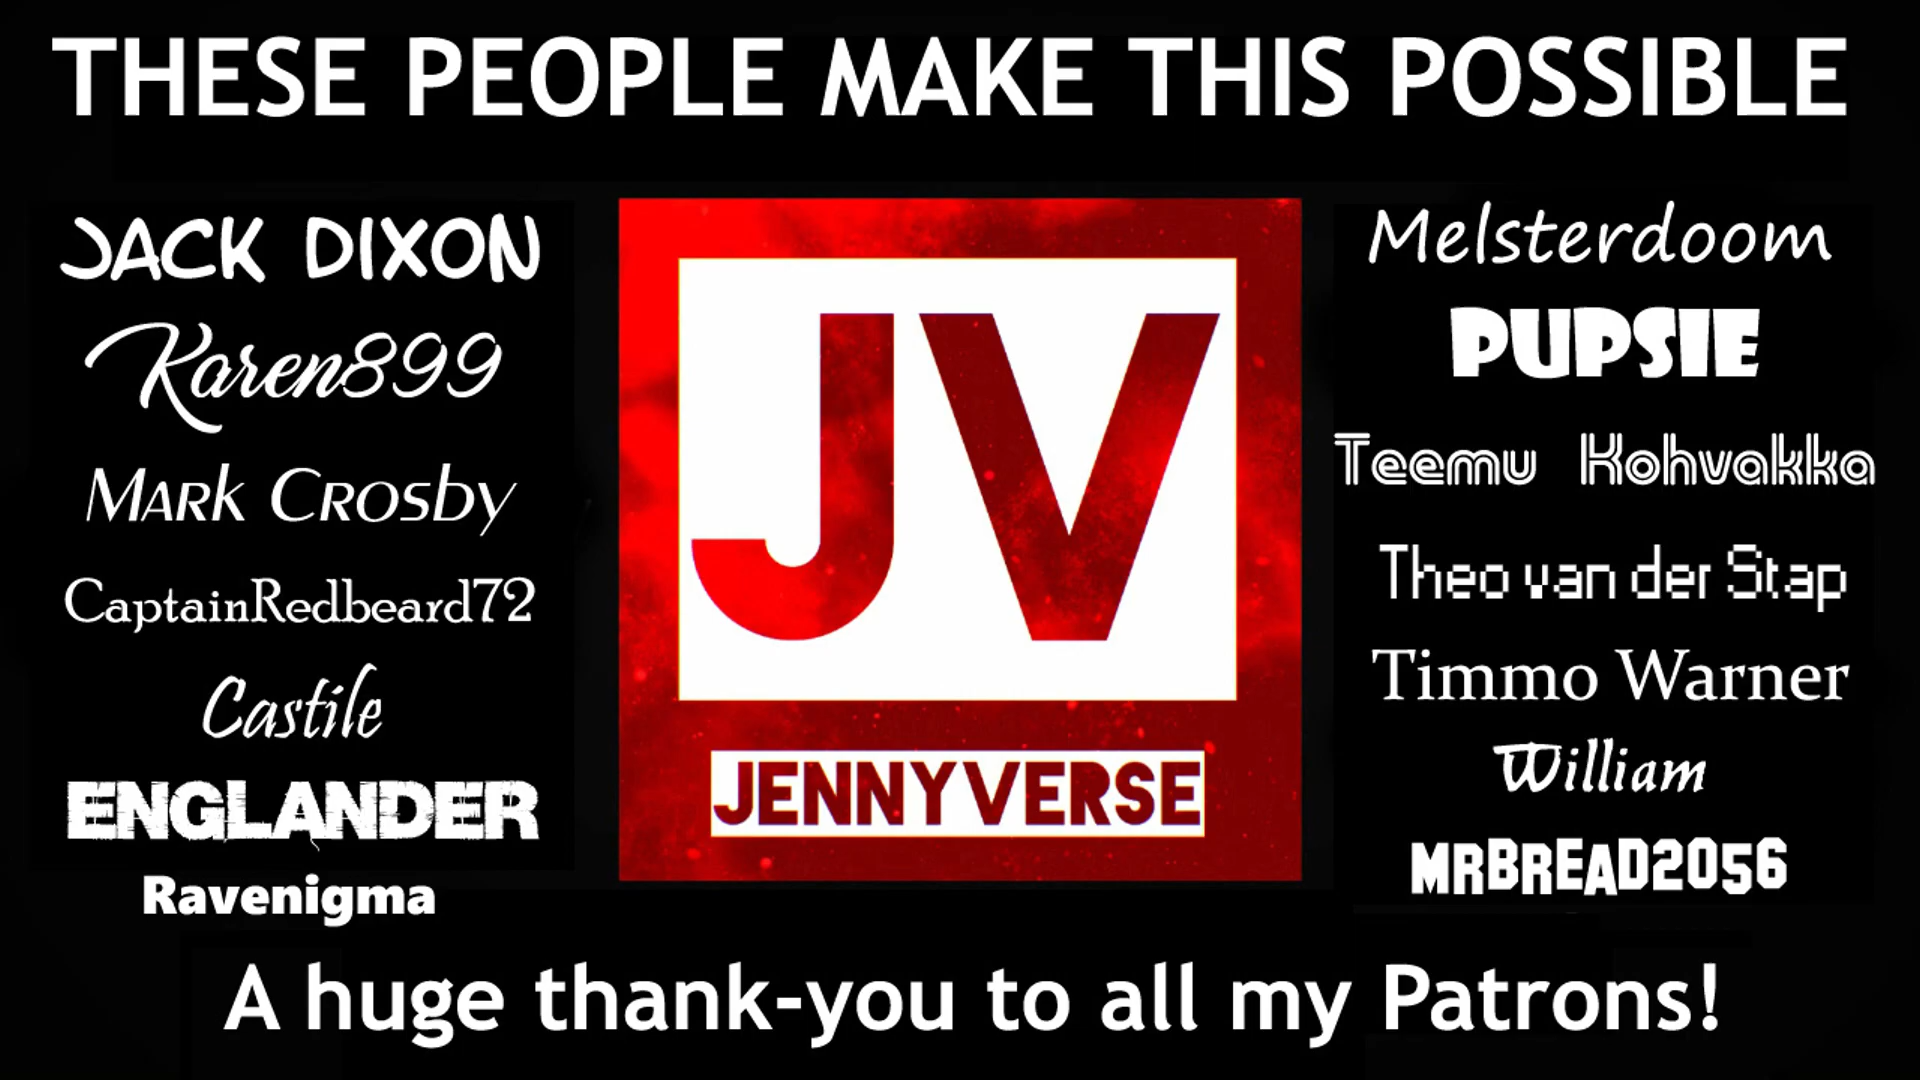 THESE PEOPLE MAKE THIS POSSIBLE
JACK DIXON
Karen899
Mark Crosby
CaptainRedbeard72
Castile
ENGLANDER
Ravenigma
JV
JENNYVERSE
Melsterdoom
PUPSIE
Teemu Kohvakka
Theo van der Stap
Timmo Warner
William
MRBREAD2056
A huge thank-you to all my Patrons!